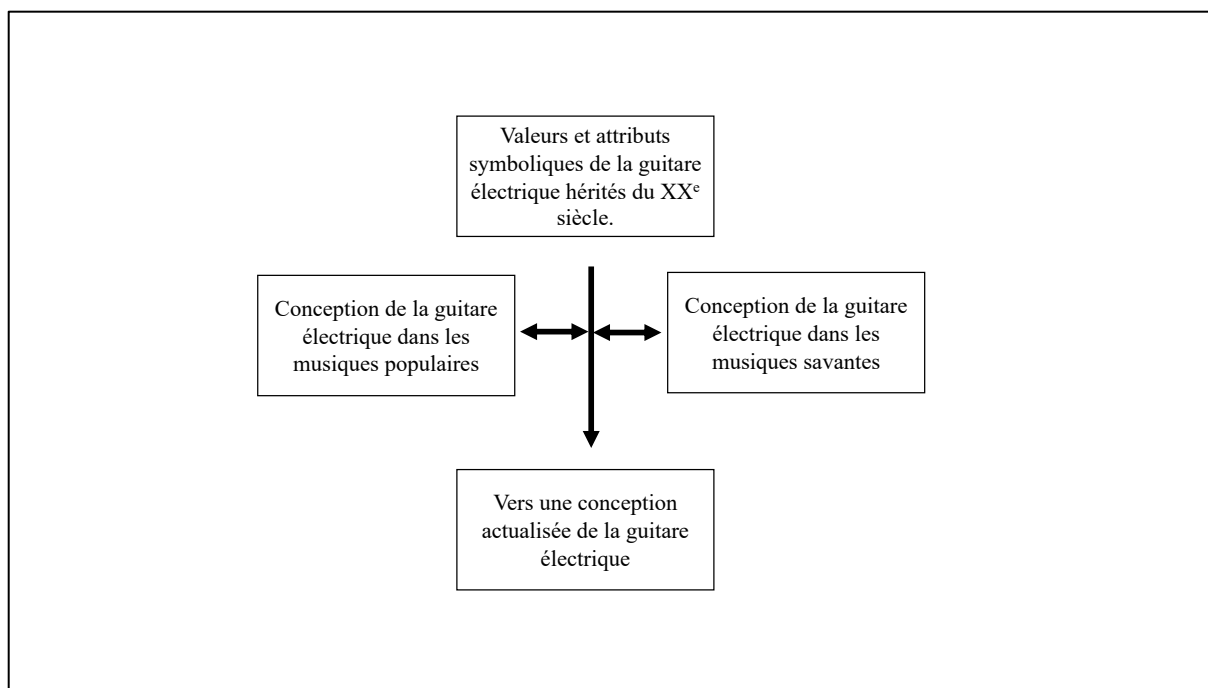 Valeurs et attributs
symboliques de la guitare
électrique hérités du XXᵉ
siècle.
Conception de la guitare
électrique dans les
musiques populaires
Conception de la guitare
électrique dans les
musiques savantes
Vers une conception
actualisée de la guitare
électrique